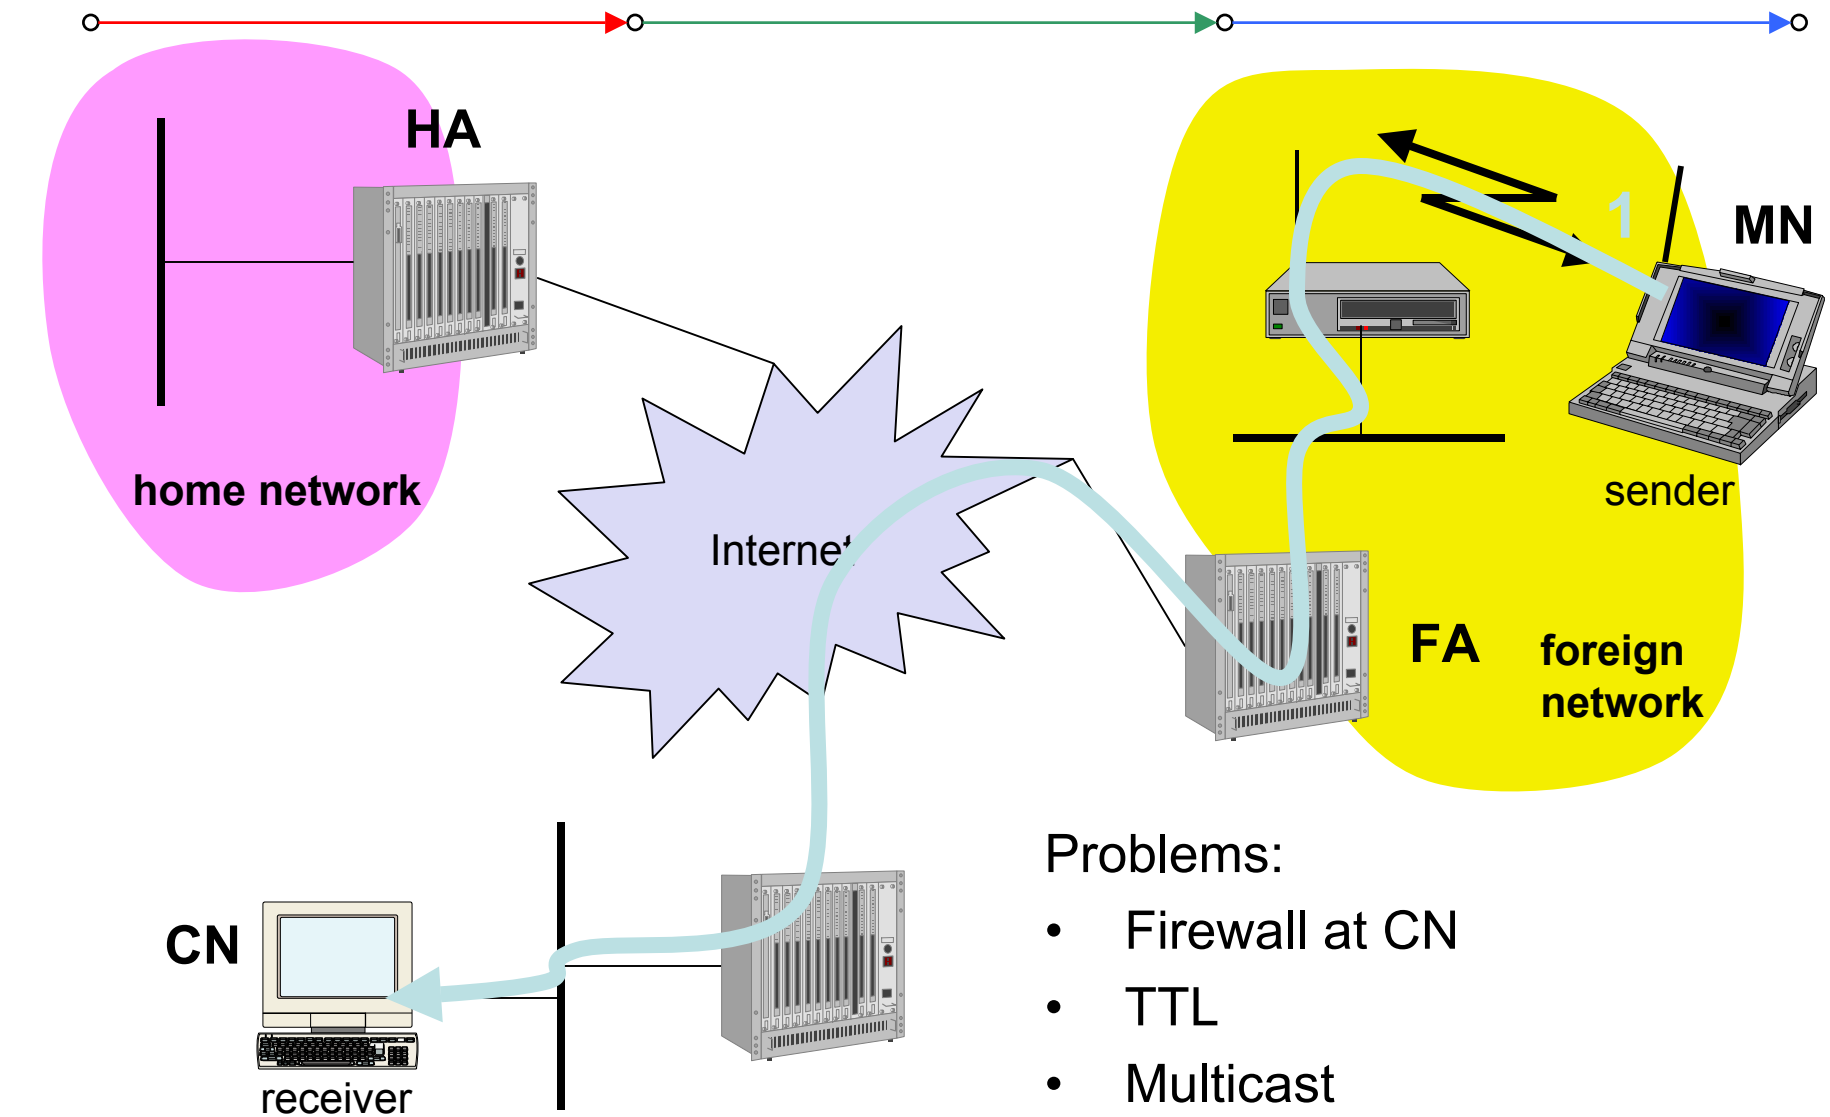 HA
1
MN
home network
sender
Internet
FA
foreign
network
CN
receiver
Problems:
• Firewall at CN
• TTL
• Multicast